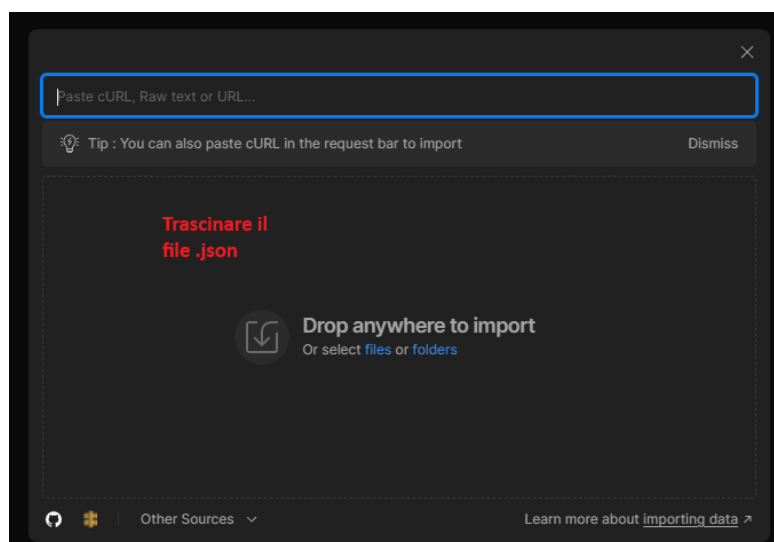 Paste cURL, Raw text or URL...
Tip : You can also paste cURL in the request bar to import
Dismiss
Trascinare il
file .json
Drop anywhere to import
Or select files or folders
Other Sources
Learn more about importing data ↗